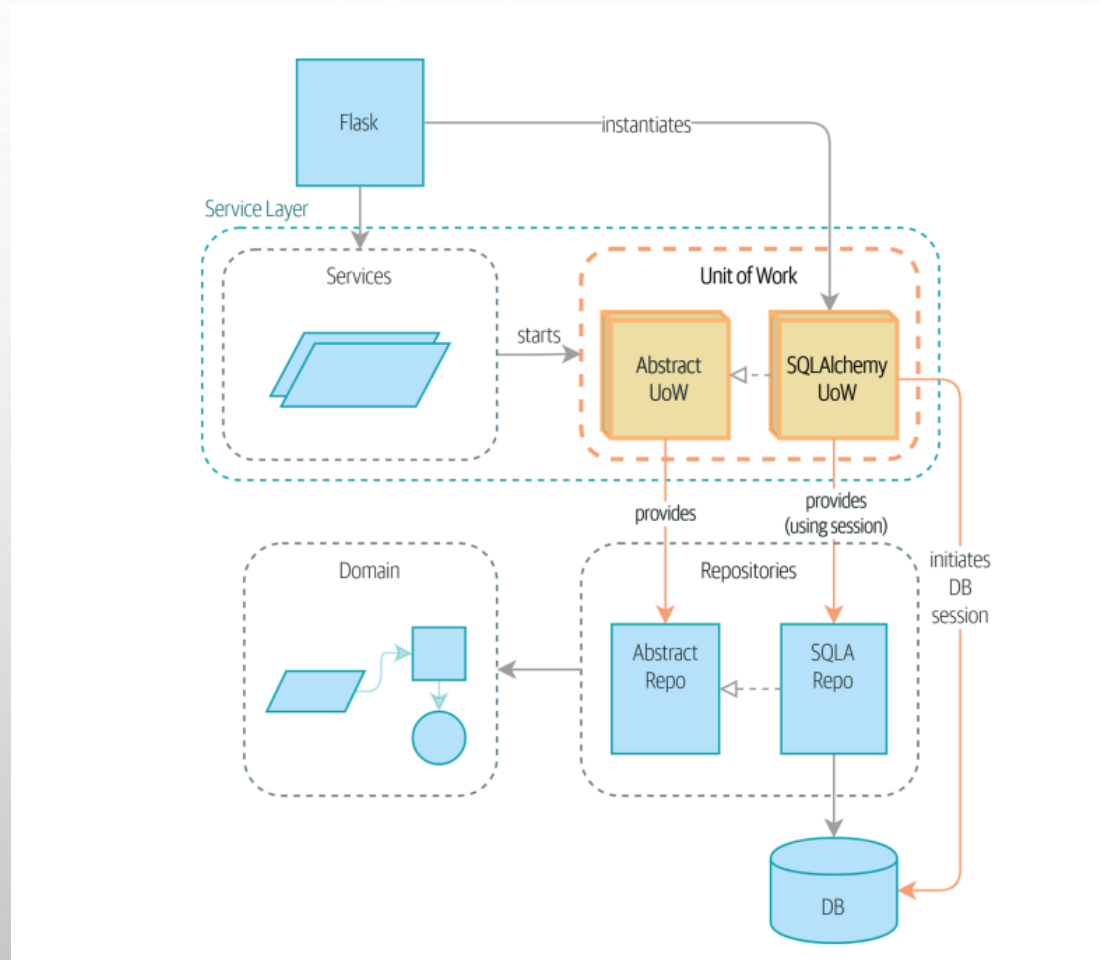 Flask
instantiates
Service Layer
Services
Unit of Work
starts
Abstract
UoW
SQLAlchemy
UoW
provides
provides
(using session)
initiates
DB
session
Domain
Repositories
Abstract
Repo
SQLA
Repo
DB